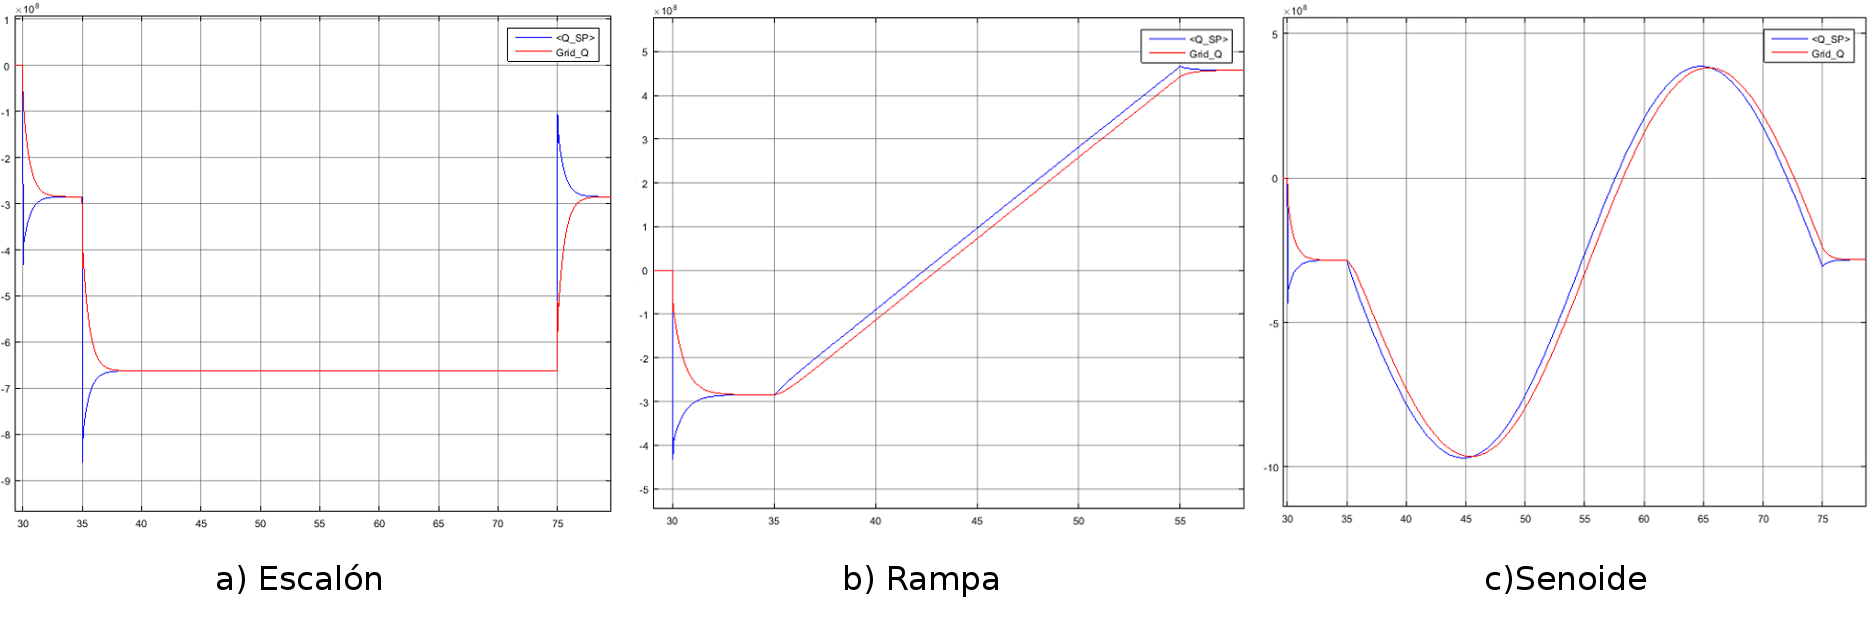 ×10⁸
1
0
-1
-2
-3
-4
-5
-6
-7
-8
-9
30 35 40 45 50 55 60 65 70 75
<Q_SP>
Grid_Q
a) Escalón
×10⁸
5
4
3
2
1
0
-1
-2
-3
-4
-5
30 35 40 45 50 55
<Q_SP>
Grid_Q
b) Rampa
×10⁸
5
0
-5
-10
30 35 40 45 50 55 60 65 70 75
<Q_SP>
Grid_Q
c)Senoide